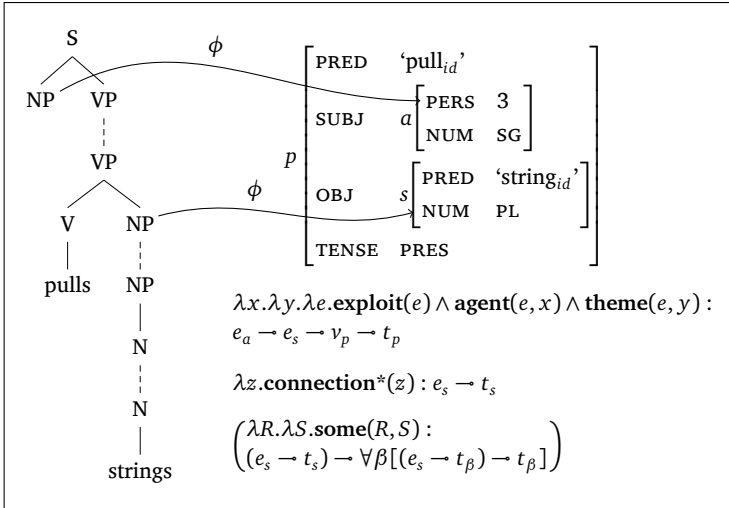 S
ϕ
NP VP
VP
ϕ
V NP
pulls NP
N
N
strings
p
PRED ‘pull_id’
SUBJ a
PERS 3
NUM SG
OBJ s
PRED ‘string_id’
NUM PL
TENSE PRES
λx.λy.λe.exploit(e) ∧ agent(e, x) ∧ theme(e, y) :
e_a ⊸ e_s ⊸ v_p ⊸ t_p
λz.connection*(z) : e_s ⊸ t_s
(λR.λS.some(R, S) :
(e_s ⊸ t_s) ⊸ ∀β[(e_s ⊸ t_β) ⊸ t_β])